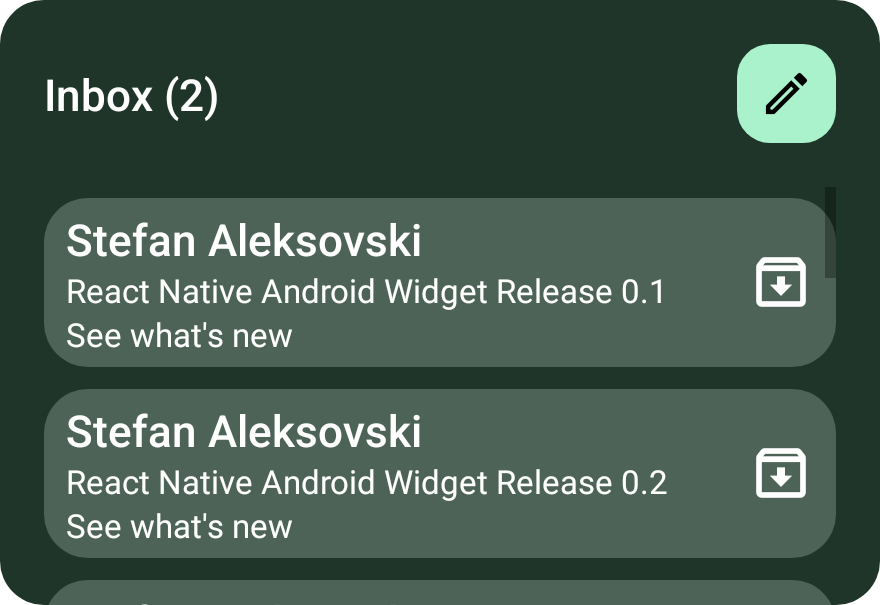 Inbox (2)
Stefan Aleksovski
React Native Android Widget Release 0.1
See what's new
Stefan Aleksovski
React Native Android Widget Release 0.2
See what's new